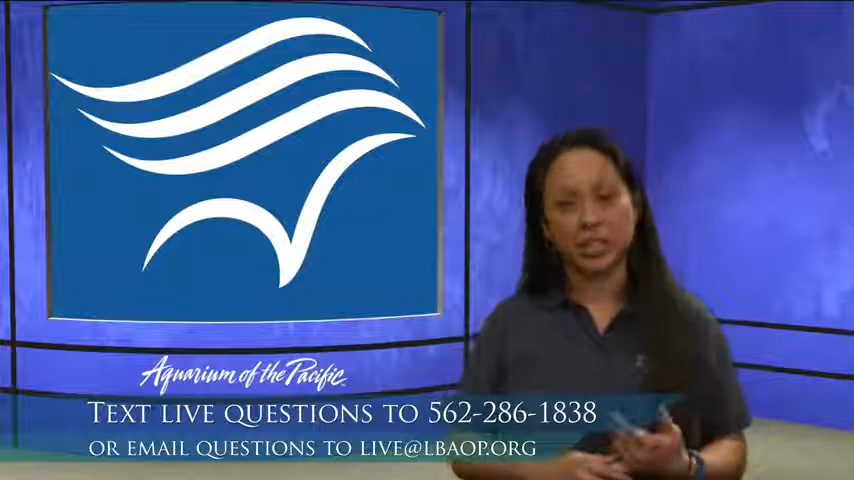 Aquarium of the Pacific
Text live questions to 562-286-1838
or email questions to live@lbaop.org